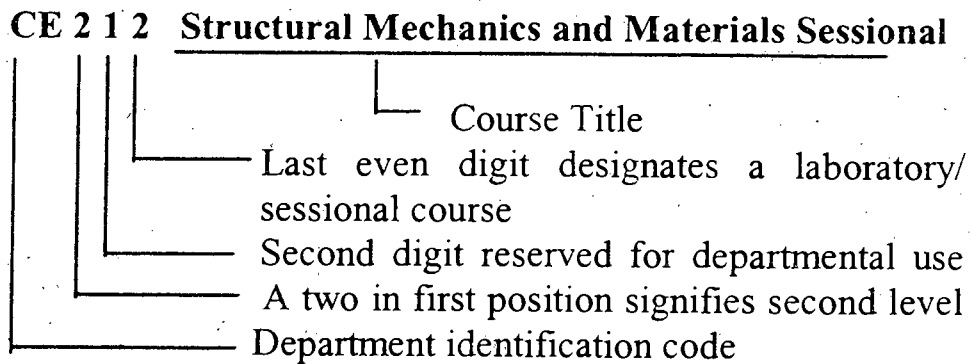 CE 2 1 2 Structural Mechanics and Materials Sessional
Course Title
Last even digit designates a laboratory/
sessional course
Second digit reserved for departmental use
A two in first position signifies second level
Department identification code